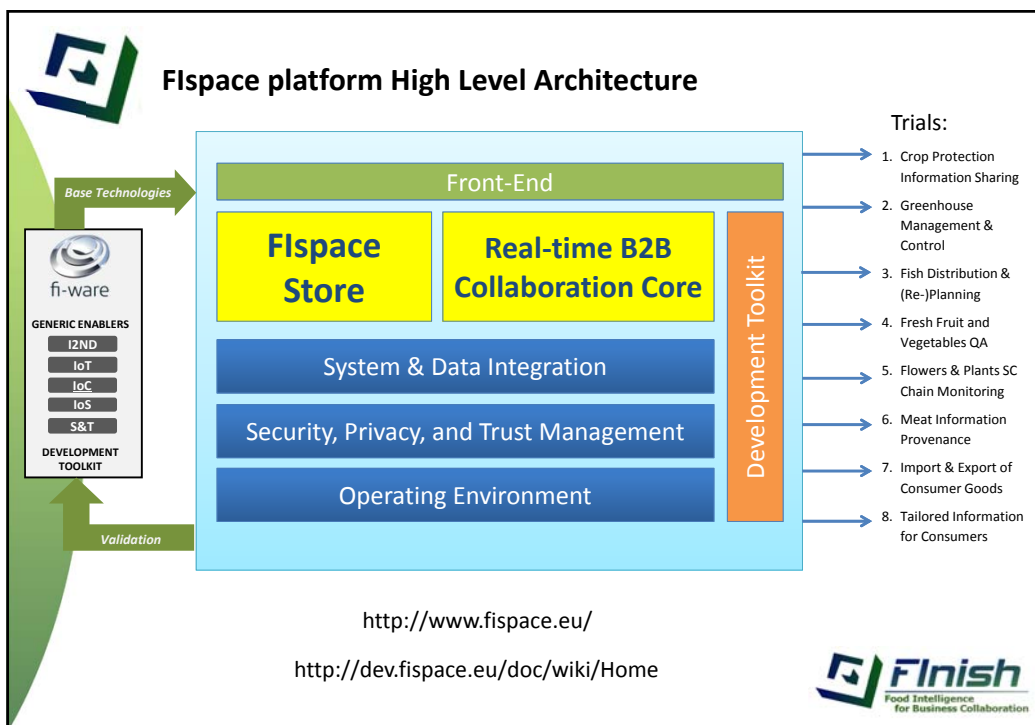 FIspace platform High Level Architecture
Base Technologies
fi-ware
GENERIC ENABLERS
I2ND
IoT
IoC
IoS
S&T
DEVELOPMENT
TOOLKIT
Validation
Front-End
FIspace
Store
Real-time B2B
Collaboration Core
System & Data Integration
Security, Privacy, and Trust Management
Operating Environment
Development Toolkit
Trials:
1. Crop Protection
Information Sharing
2. Greenhouse
Management &
Control
3. Fish Distribution &
(Re-)Planning
4. Fresh Fruit and
Vegetables QA
5. Flowers & Plants SC
Chain Monitoring
6. Meat Information
Provenance
7. Import & Export of
Consumer Goods
8. Tailored Information
for Consumers
http://www.fispace.eu/
http://dev.fispace.eu/doc/wiki/Home
FInish
Food Intelligence
for Business Collaboration